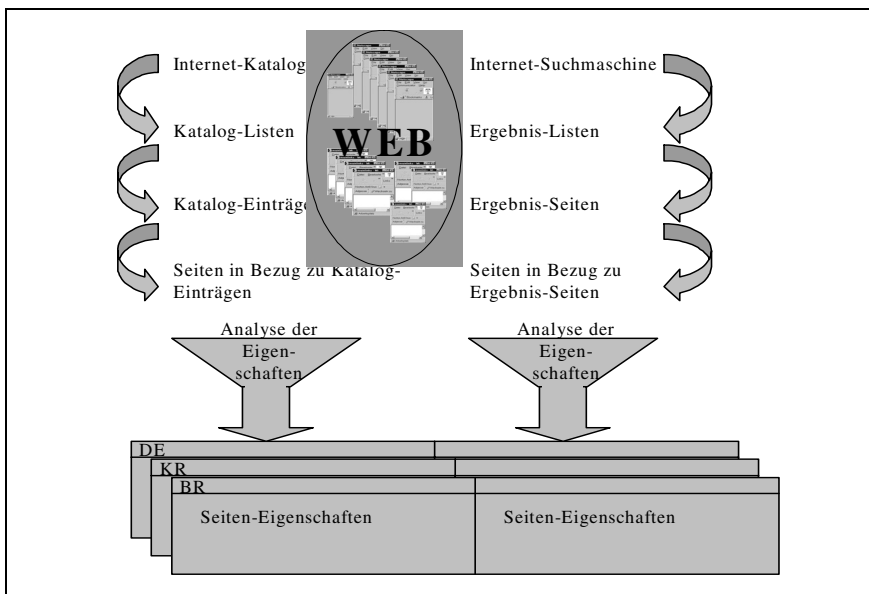 Internet-Katalog
Katalog-Listen
Katalog-Einträge
Seiten in Bezug zu Katalog-
Einträgen
WEB
Internet-Suchmaschine
Ergebnis-Listen
Ergebnis-Seiten
Seiten in Bezug zu
Ergebnis-Seiten
Analyse der
Eigen-
schaften
Analyse der
Eigen-
schaften
DE
KR
BR
Seiten-Eigenschaften
Seiten-Eigenschaften